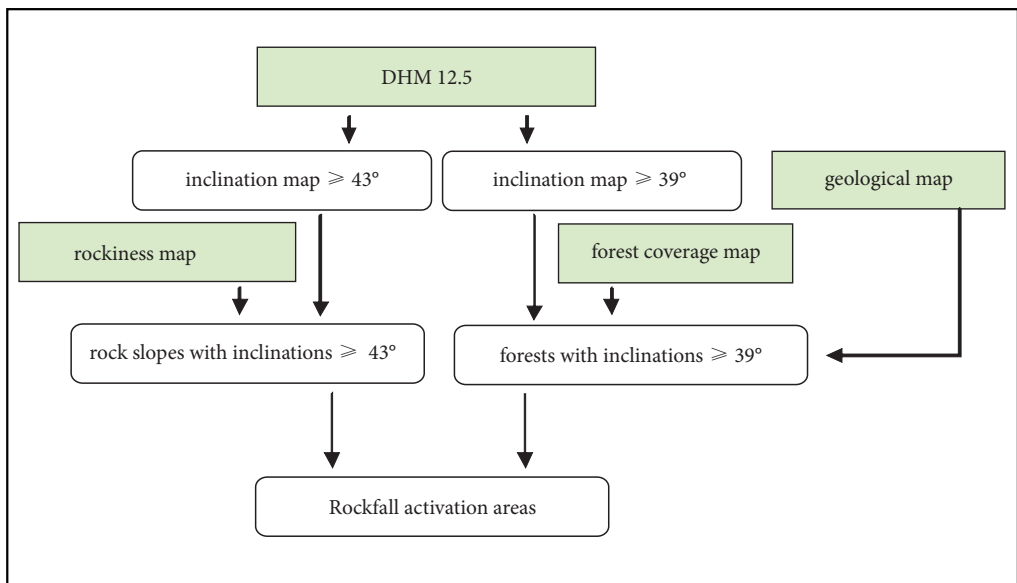 DHM 12.5
inclination map ⩾ 43°
inclination map ⩾ 39°
geological map
rockiness map
forest coverage map
rock slopes with inclinations ⩾ 43°
forests with inclinations ⩾ 39°
Rockfall activation areas